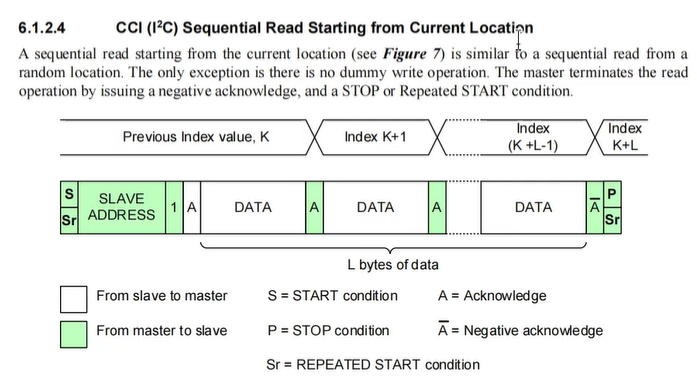 6.1.2.4 CCI (I²C) Sequential Read Starting from Current Location
A sequential read starting from the current location (see Figure 7) is similar to a sequential read from a
random location. The only exception is there is no dummy write operation. The master terminates the read
operation by issuing a negative acknowledge, and a STOP or Repeated START condition.
Previous Index value, K
Index K+1
Index
(K +L-1)
Index
K+L
S
Sr
SLAVE
ADDRESS
1
A
DATA
A
DATA
A
DATA
A̅
P
Sr
L bytes of data
From slave to master
S = START condition
A = Acknowledge
From master to slave
P = STOP condition
A̅ = Negative acknowledge
Sr = REPEATED START condition